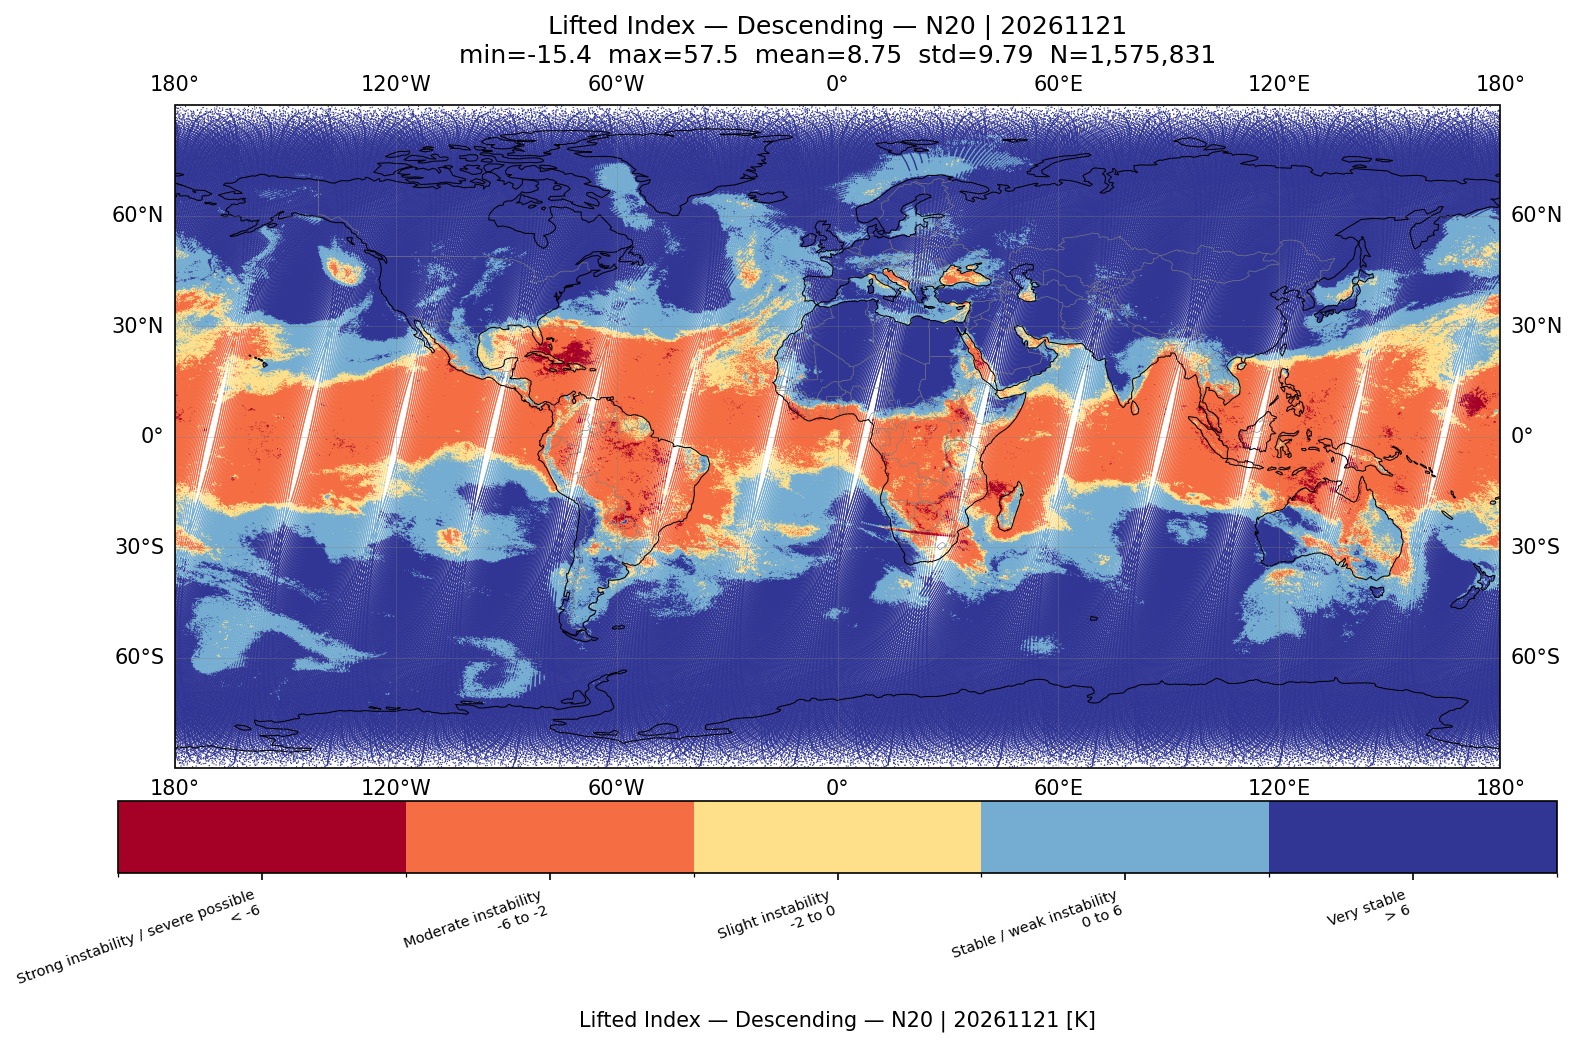 Lifted Index — Descending — N20 | 20261121
min=-15.4  max=57.5  mean=8.75  std=9.79  N=1,575,831
180° 120°W 60°W 0° 60°E 120°E 180°
60°N 60°N
30°N 30°N
0° 0°
30°S 30°S
60°S 60°S
180° 120°W 60°W 0° 60°E 120°E 180°
Strong instability / severe possible
< -6
Moderate instability
-6 to -2
Slight instability
-2 to 0
Stable / weak instability
0 to 6
Very stable
> 6
Lifted Index — Descending — N20 | 20261121 [K]